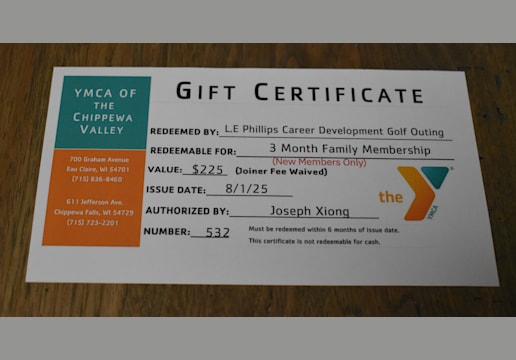 YMCA OF
THE
CHIPPEWA
VALLEY
700 Graham Avenue
Eau Claire, WI 54701
(715) 836-8460
611 Jefferson Ave.
Chippewa Falls, WI 54729
(715) 723-2201
GIFT CERTIFICATE
REDEEMED BY: L.E Phillips Career Development Golf Outing
REDEEMABLE FOR: 3 Month Family Membership
(New Members Only)
VALUE: $225 (Joiner Fee Waived)
ISSUE DATE: 8/1/25
AUTHORIZED BY: Joseph Xiong
NUMBER: 532
Must be redeemed within 6 months of issue date.
This certificate is not redeemable for cash.
the
YMCA